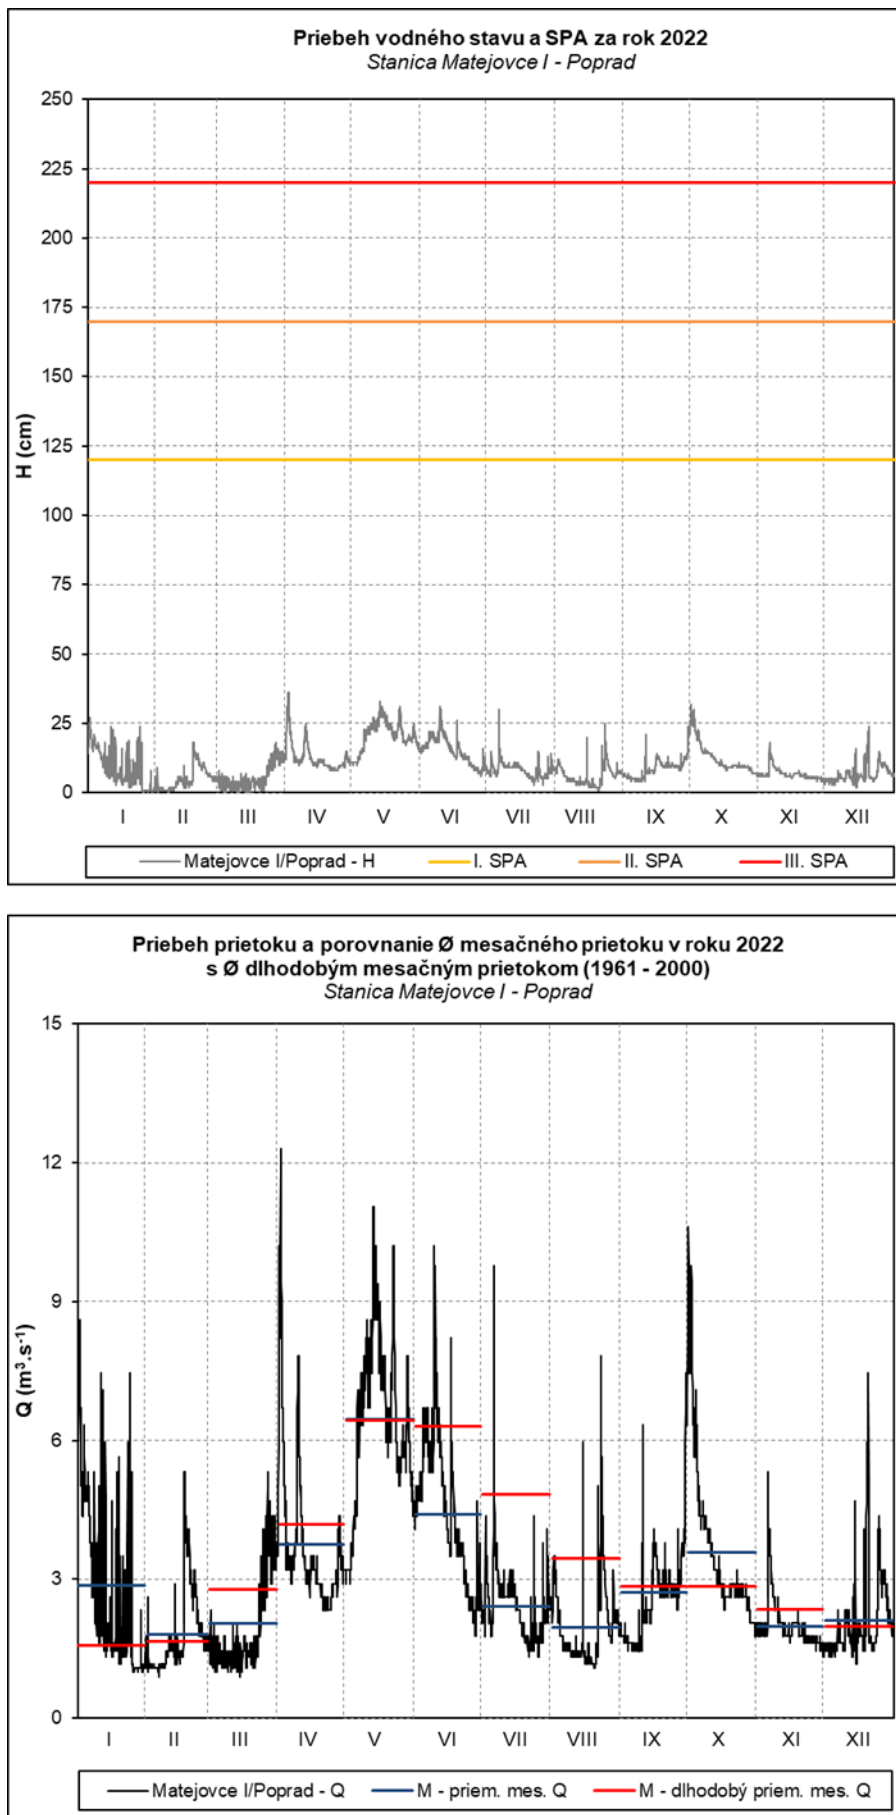 Priebeh vodného stavu a SPA za rok 2022
Stanica Matejovce I - Poprad
250
225
200
175
150
125
100
75
50
25
0
H (cm)
I II III IV V VI VII VIII IX X XI XII
Matejovce I/Poprad - H I. SPA II. SPA III. SPA
Priebeh prietoku a porovnanie Ø mesačného prietoku v roku 2022
s Ø dlhodobým mesačným prietokom (1961 - 2000)
Stanica Matejovce I - Poprad
15
12
9
6
3
0
Q (m³.s⁻¹)
I II III IV V VI VII VIII IX X XI XII
Matejovce I/Poprad - Q M - priem. mes. Q M - dlhodobý priem. mes. Q